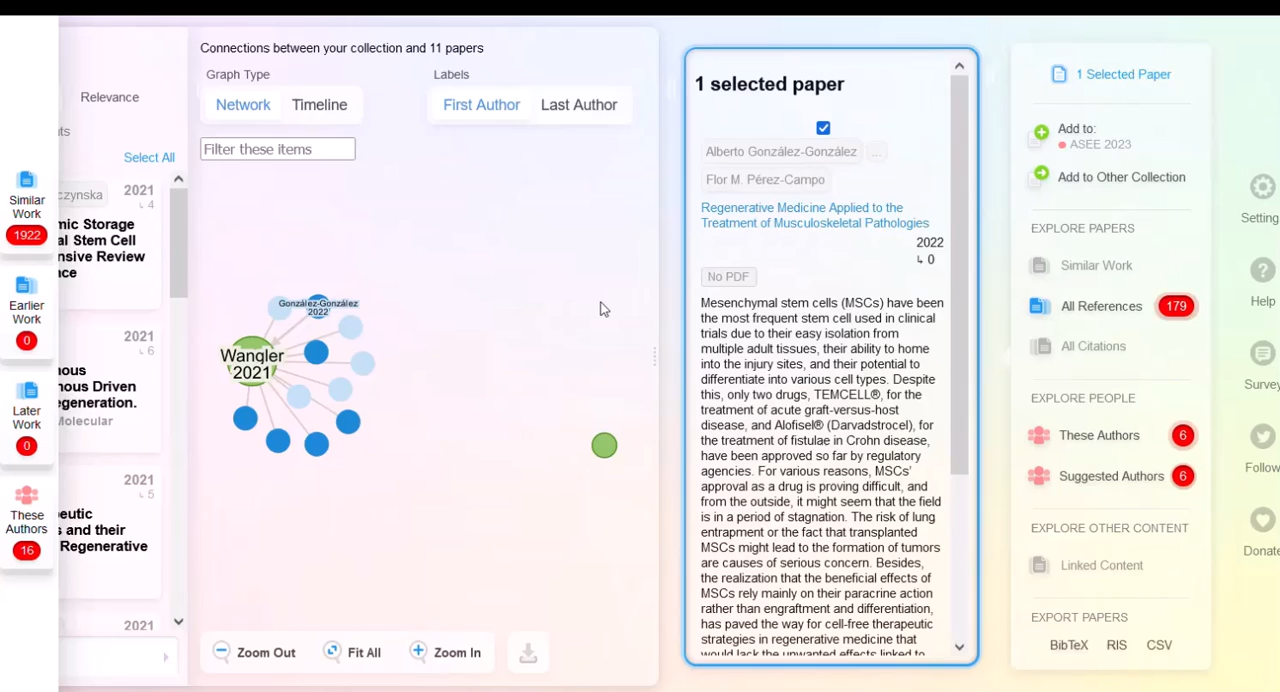 Similar
Work
1922
Earlier
Work
0
Later
Work
0
These
Authors
16
Relevance
Select All
2021
4
mic Storage
al Stem Cell
nsive Review
2021
6
nous Driven
egeneration.
Molecular
2021
5
peutic
s and their
Regenerative
2021
Connections between your collection and 11 papers
Graph Type
Network Timeline
Labels
First Author Last Author
Filter these items
González-González
2022
Wangler
2021
Zoom Out Fit All Zoom In
1 selected paper
Alberto González-González ...
Flor M. Pérez-Campo
Regenerative Medicine Applied to the
Treatment of Musculoskeletal Pathologies
2022
0
No PDF
Mesenchymal stem cells (MSCs) have been
the most frequent stem cell used in clinical
trials due to their easy isolation from
multiple adult tissues, their ability to home
into the injury sites, and their potential to
differentiate into various cell types. Despite
this, only two drugs, TEMCELL®, for the
treatment of acute graft-versus-host
disease, and Alofisel® (Darvadstrocel), for
the treatment of fistulae in Crohn disease,
have been approved so far by regulatory
agencies. For various reasons, MSCs'
approval as a drug is proving difficult, and
from the outside, it might seem that the field
is in a period of stagnation. The risk of lung
entrapment or the fact that transplanted
MSCs might lead to the formation of tumors
are causes of serious concern. Besides,
the realization that the beneficial effects of
MSCs rely mainly on their paracrine action
rather than engraftment and differentiation,
has paved the way for cell-free therapeutic
strategies in regenerative medicine that
would lack the unwanted effects linked to
1 Selected Paper
Add to:
ASEE 2023
Add to Other Collection
EXPLORE PAPERS
Similar Work
All References 179
All Citations
EXPLORE PEOPLE
These Authors 6
Suggested Authors 6
EXPLORE OTHER CONTENT
Linked Content
EXPORT PAPERS
BibTeX RIS CSV
Setting
Help
Survey
Follow
Donate